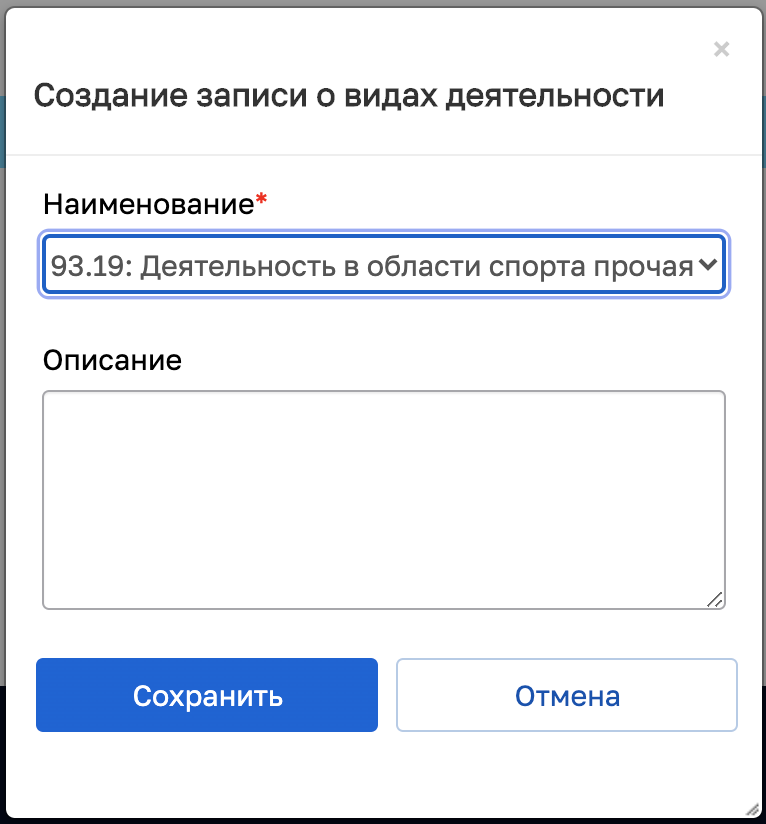 Создание записи о видах деятельности
Наименование*
93.19: Деятельность в области спорта прочая
Описание
Сохранить
Отмена